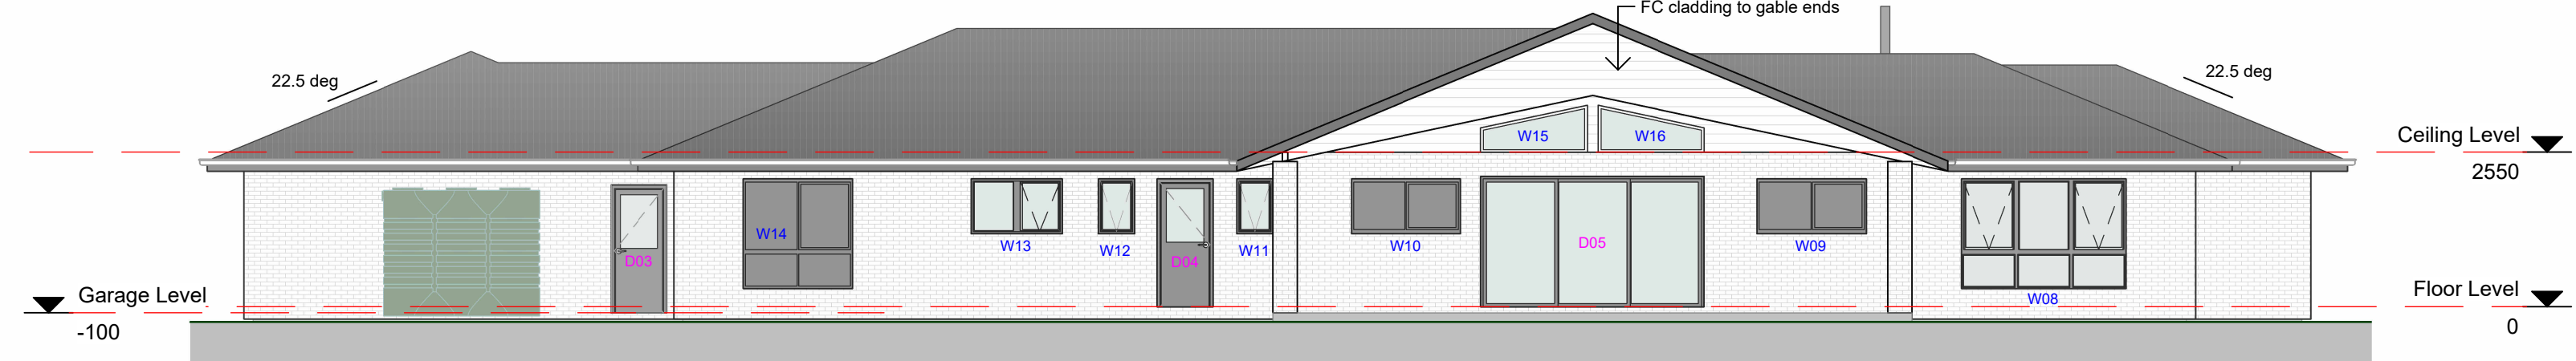 FC cladding to gable ends
22.5 deg
22.5 deg
W15
W16
Ceiling Level
2550
W14
W13
W12
W11
W10
W09
D03
D04
D05
W08
Garage Level
-100
Floor Level
0